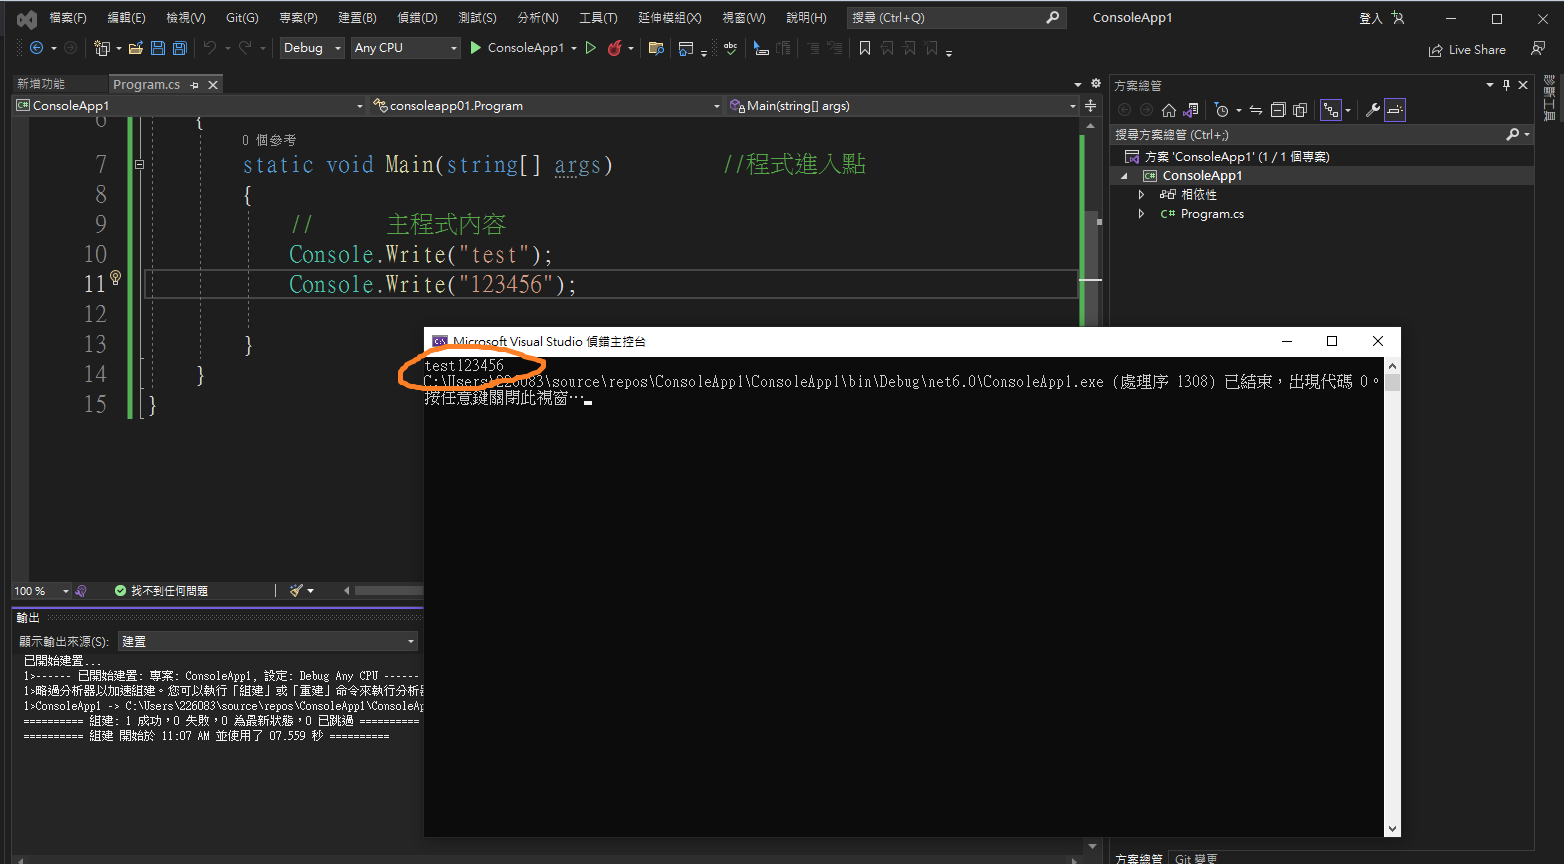 檔案(F) 編輯(E) 檢視(V) Git(G) 專案(P) 建置(B) 偵錯(D) 測試(S) 分析(N) 工具(T) 延伸模組(X) 視窗(W) 說明(H) 搜尋 (Ctrl+Q) ConsoleApp1 登入
Debug Any CPU ConsoleApp1 Live Share
新增功能 Program.cs
ConsoleApp1 consoleapp01.Program Main(string[] args)
6 {
0 個參考
7 static void Main(string[] args) //程式進入點
8 {
9 // 主程式內容
10 Console.Write("test");
11 Console.Write("123456");
12
13 }
14 }
15 }
Microsoft Visual Studio 偵錯主控台
test123456
C:\Users\226083\source\repos\ConsoleApp1\ConsoleApp1\bin\Debug\net6.0\ConsoleApp1.exe (處理序 1308) 已結束，出現代碼 0。
按任意鍵關閉此視窗…
100 % 找不到任何問題
輸出
顯示輸出來源(S): 建置
已開始建置...
1>------ 已開始建置: 專案: ConsoleApp1, 設定: Debug Any CPU ------
1>略過分析器以加速組建。您可以執行「組建」或「重建」命令來執行分析器
1>ConsoleApp1 -> C:\Users\226083\source\repos\ConsoleApp1\ConsoleAp
========== 組建: 1 成功，0 失敗，0 為最新狀態，0 已跳過 ==========
========== 組建 開始於 11:07 AM 並使用了 07.559 秒 ==========
方案總管
搜尋方案總管 (Ctrl+;)
方案 'ConsoleApp1' (1 / 1 個專案)
ConsoleApp1
相依性
C# Program.cs
方案總管 Git 變更
診斷工具